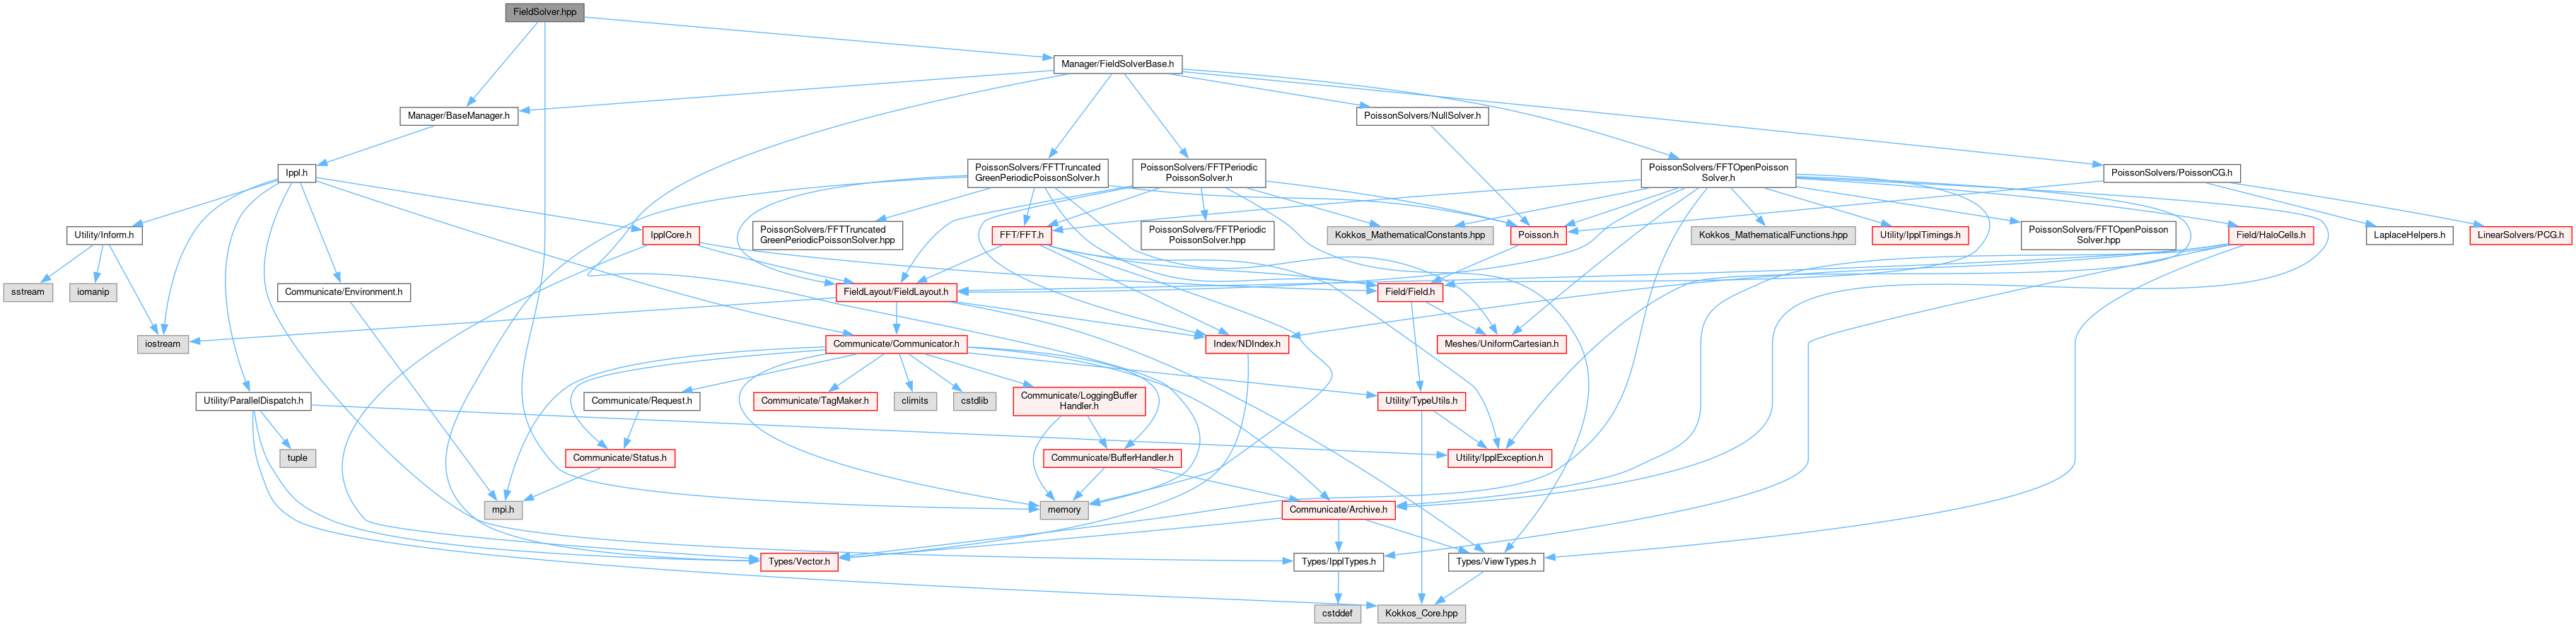 FieldSolver.hpp
Manager/FieldSolverBase.h
Manager/BaseManager.h
PoissonSolvers/NullSolver.h
Ippl.h
PoissonSolvers/FFTTruncated
GreenPeriodicPoissonSolver.h
PoissonSolvers/FFTPeriodic
PoissonSolver.h
PoissonSolvers/FFTOpenPoisson
Solver.h
PoissonSolvers/PoissonCG.h
Utility/Inform.h
IpplCore.h
PoissonSolvers/FFTTruncated
GreenPeriodicPoissonSolver.hpp
FFT/FFT.h
PoissonSolvers/FFTPeriodic
PoissonSolver.hpp
Kokkos_MathematicalConstants.hpp
Poisson.h
Kokkos_MathematicalFunctions.hpp
Utility/IpplTimings.h
PoissonSolvers/FFTOpenPoisson
Solver.hpp
Field/HaloCells.h
LaplaceHelpers.h
LinearSolvers/PCG.h
sstream
iomanip
Communicate/Environment.h
FieldLayout/FieldLayout.h
Field/Field.h
iostream
Communicate/Communicator.h
Index/NDIndex.h
Meshes/UniformCartesian.h
Utility/ParallelDispatch.h
Communicate/Request.h
Communicate/TagMaker.h
climits
cstdlib
Communicate/LoggingBuffer
Handler.h
Utility/TypeUtils.h
tuple
Communicate/Status.h
Communicate/BufferHandler.h
Utility/IpplException.h
mpi.h
memory
Communicate/Archive.h
Types/Vector.h
Types/IpplTypes.h
Types/ViewTypes.h
cstddef
Kokkos_Core.hpp